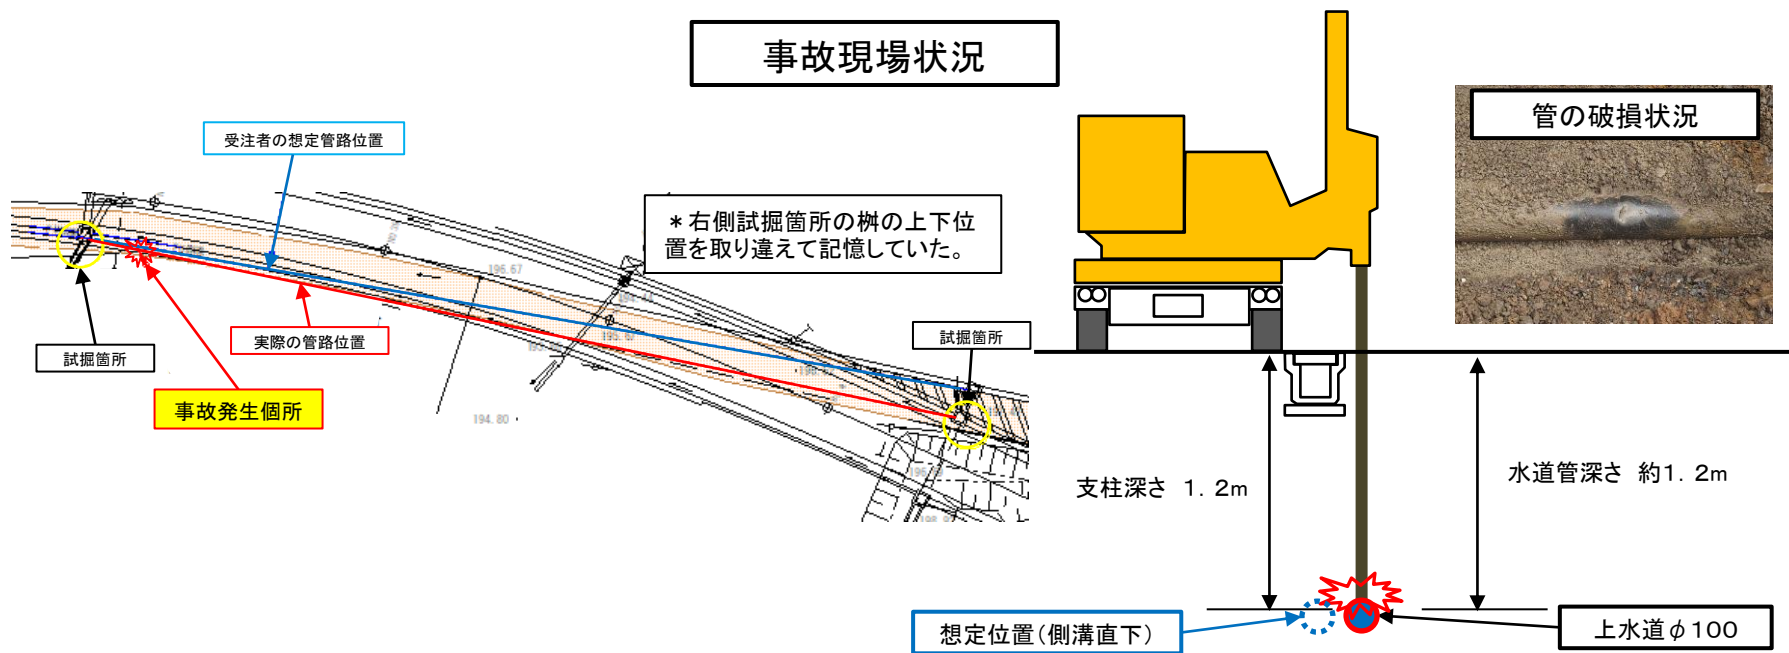 事故現場状況
受注者の想定管路位置
*右側試掘箇所の桝の上下位
置を取り違えて記憶していた。
管の破損状況
196.67
試掘箇所
実際の管路位置
試掘箇所
事故発生個所
194.80
支柱深さ 1.2m
水道管深さ 約1.2m
想定位置(側溝直下)
上水道φ100